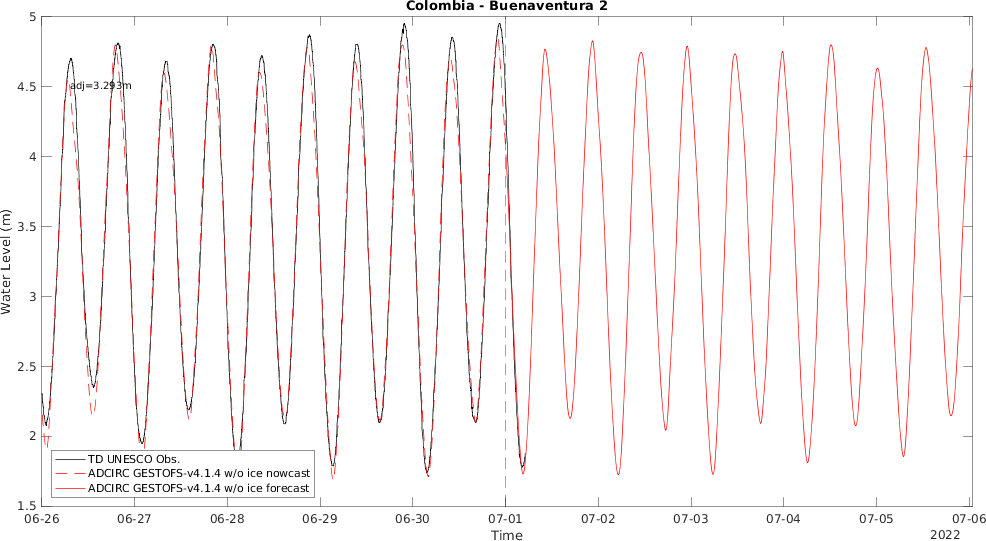 Colombia - Buenaventura 2
5
4.5
4
3.5
3
2.5
2
1.5
Water Level (m)
adj=3.293m
TD UNESCO Obs.
ADCIRC GESTOFS-v4.1.4 w/o ice nowcast
ADCIRC GESTOFS-v4.1.4 w/o ice forecast
06-26 06-27 06-28 06-29 06-30 07-01 07-02 07-03 07-04 07-05 07-06
Time
2022